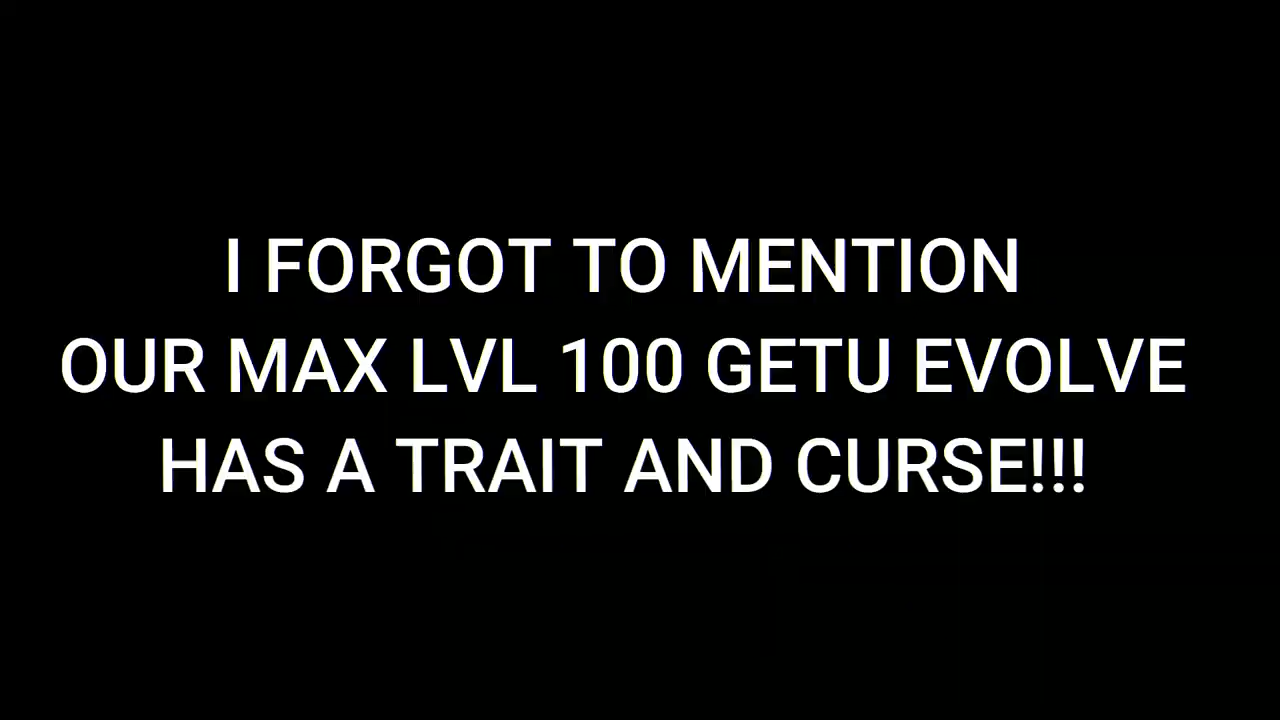 I FORGOT TO MENTION
OUR MAX LVL 100 GETU EVOLVE
HAS A TRAIT AND CURSE!!!